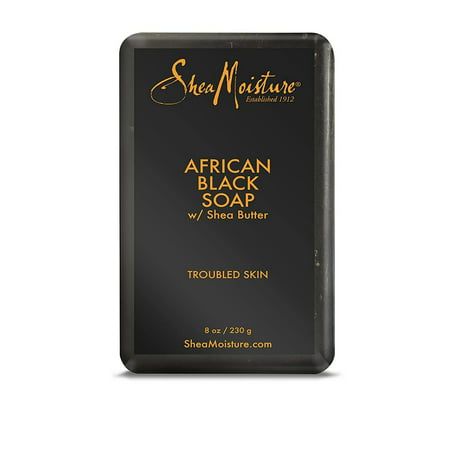 SheaMoisture®
Established 1912
AFRICAN
BLACK
SOAP
w/ Shea Butter
TROUBLED SKIN
8 oz / 230 g
SheaMoisture.com